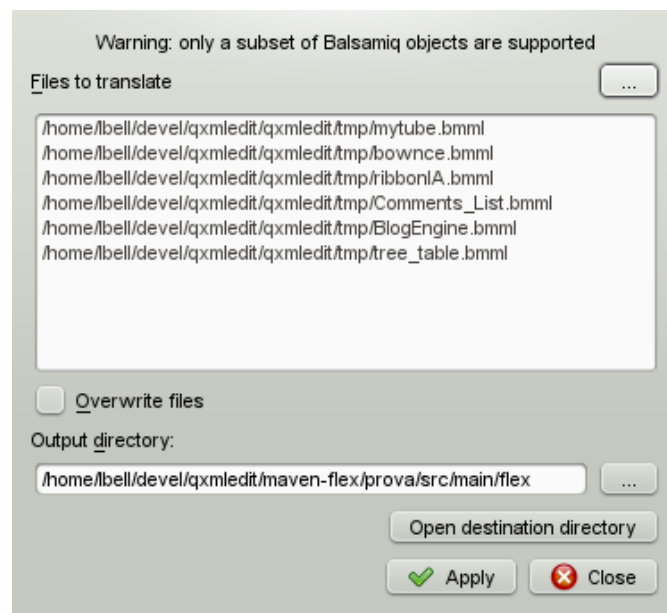 Warning: only a subset of Balsamiq objects are supported
Files to translate
...
/home/lbell/devel/qxmledit/qxmledit/tmp/mytube.bmml
/home/lbell/devel/qxmledit/qxmledit/tmp/bownce.bmml
/home/lbell/devel/qxmledit/qxmledit/tmp/ribbonIA.bmml
/home/lbell/devel/qxmledit/qxmledit/tmp/Comments_List.bmml
/home/lbell/devel/qxmledit/qxmledit/tmp/BlogEngine.bmml
/home/lbell/devel/qxmledit/qxmledit/tmp/tree_table.bmml
Overwrite files
Output directory:
/home/lbell/devel/qxmledit/maven-flex/prova/src/main/flex
...
Open destination directory
Apply
Close